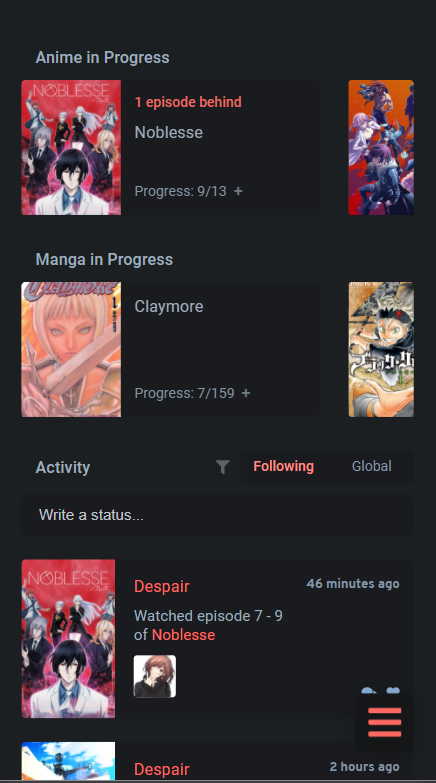 Anime in Progress
NOBLESSE
1 episode behind
Noblesse
Progress: 9/13 +
Manga in Progress
Claymore
Progress: 7/159 +
Activity
Following
Global
Write a status...
NOBLESSE
Despair
46 minutes ago
Watched episode 7 - 9
of Noblesse
Despair
2 hours ago